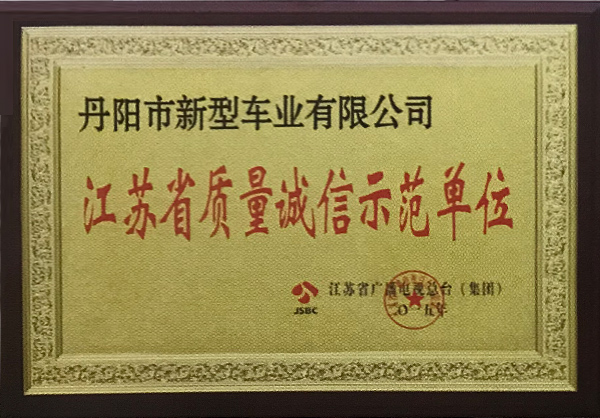 丹阳市新型车业有限公司
江苏省质量诚信示范单位
JSBC
江苏省广播电视总台（集团）
二〇一五年